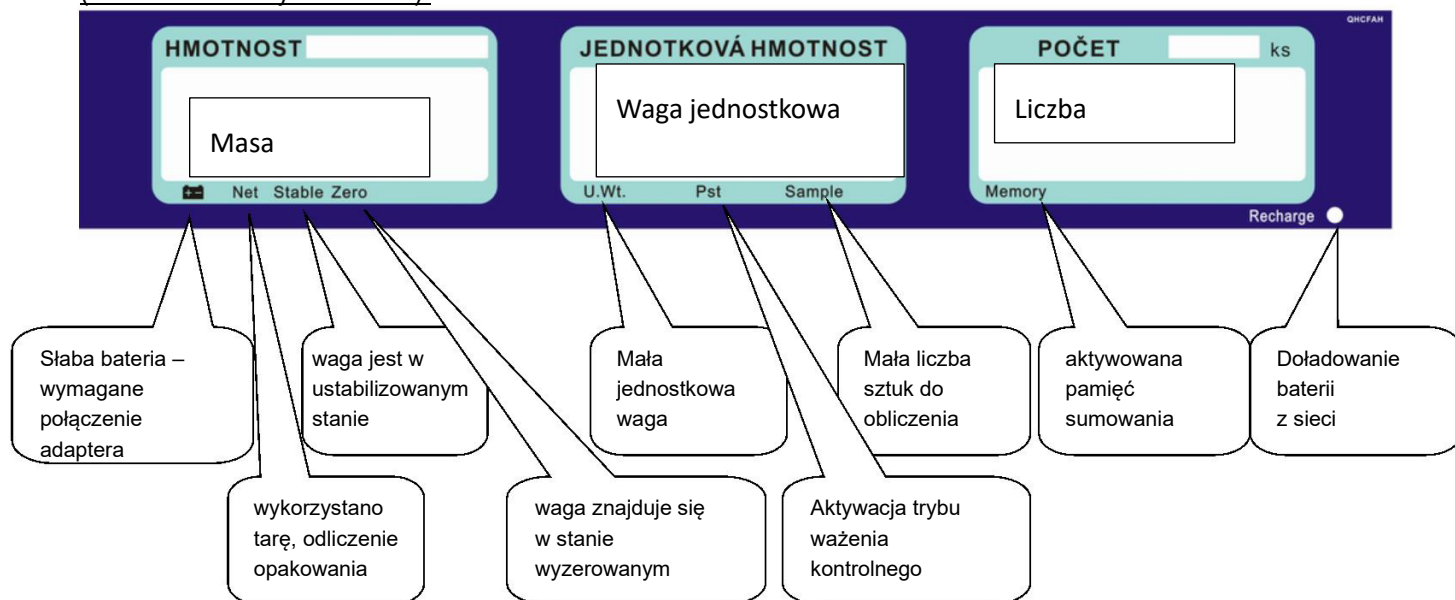 QHCFAH
HMOTNOST
JEDNOTKOVÁ HMOTNOST
POČET ks
Masa
Waga jednostkowa
Liczba
Net Stable Zero
U.Wt. Pst Sample
Memory
Recharge
Słaba bateria –
wymagane
połączenie
adaptera
waga jest w
ustabilizowanym
stanie
Mała
jednostkowa
waga
Mała liczba
sztuk do
obliczenia
aktywowana
pamięć
sumowania
Doładowanie
baterii
z sieci
wykorzystano
tarę, odliczenie
opakowania
waga znajduje się
w stanie
wyzerowanym
Aktywacja trybu
ważenia
kontrolnego